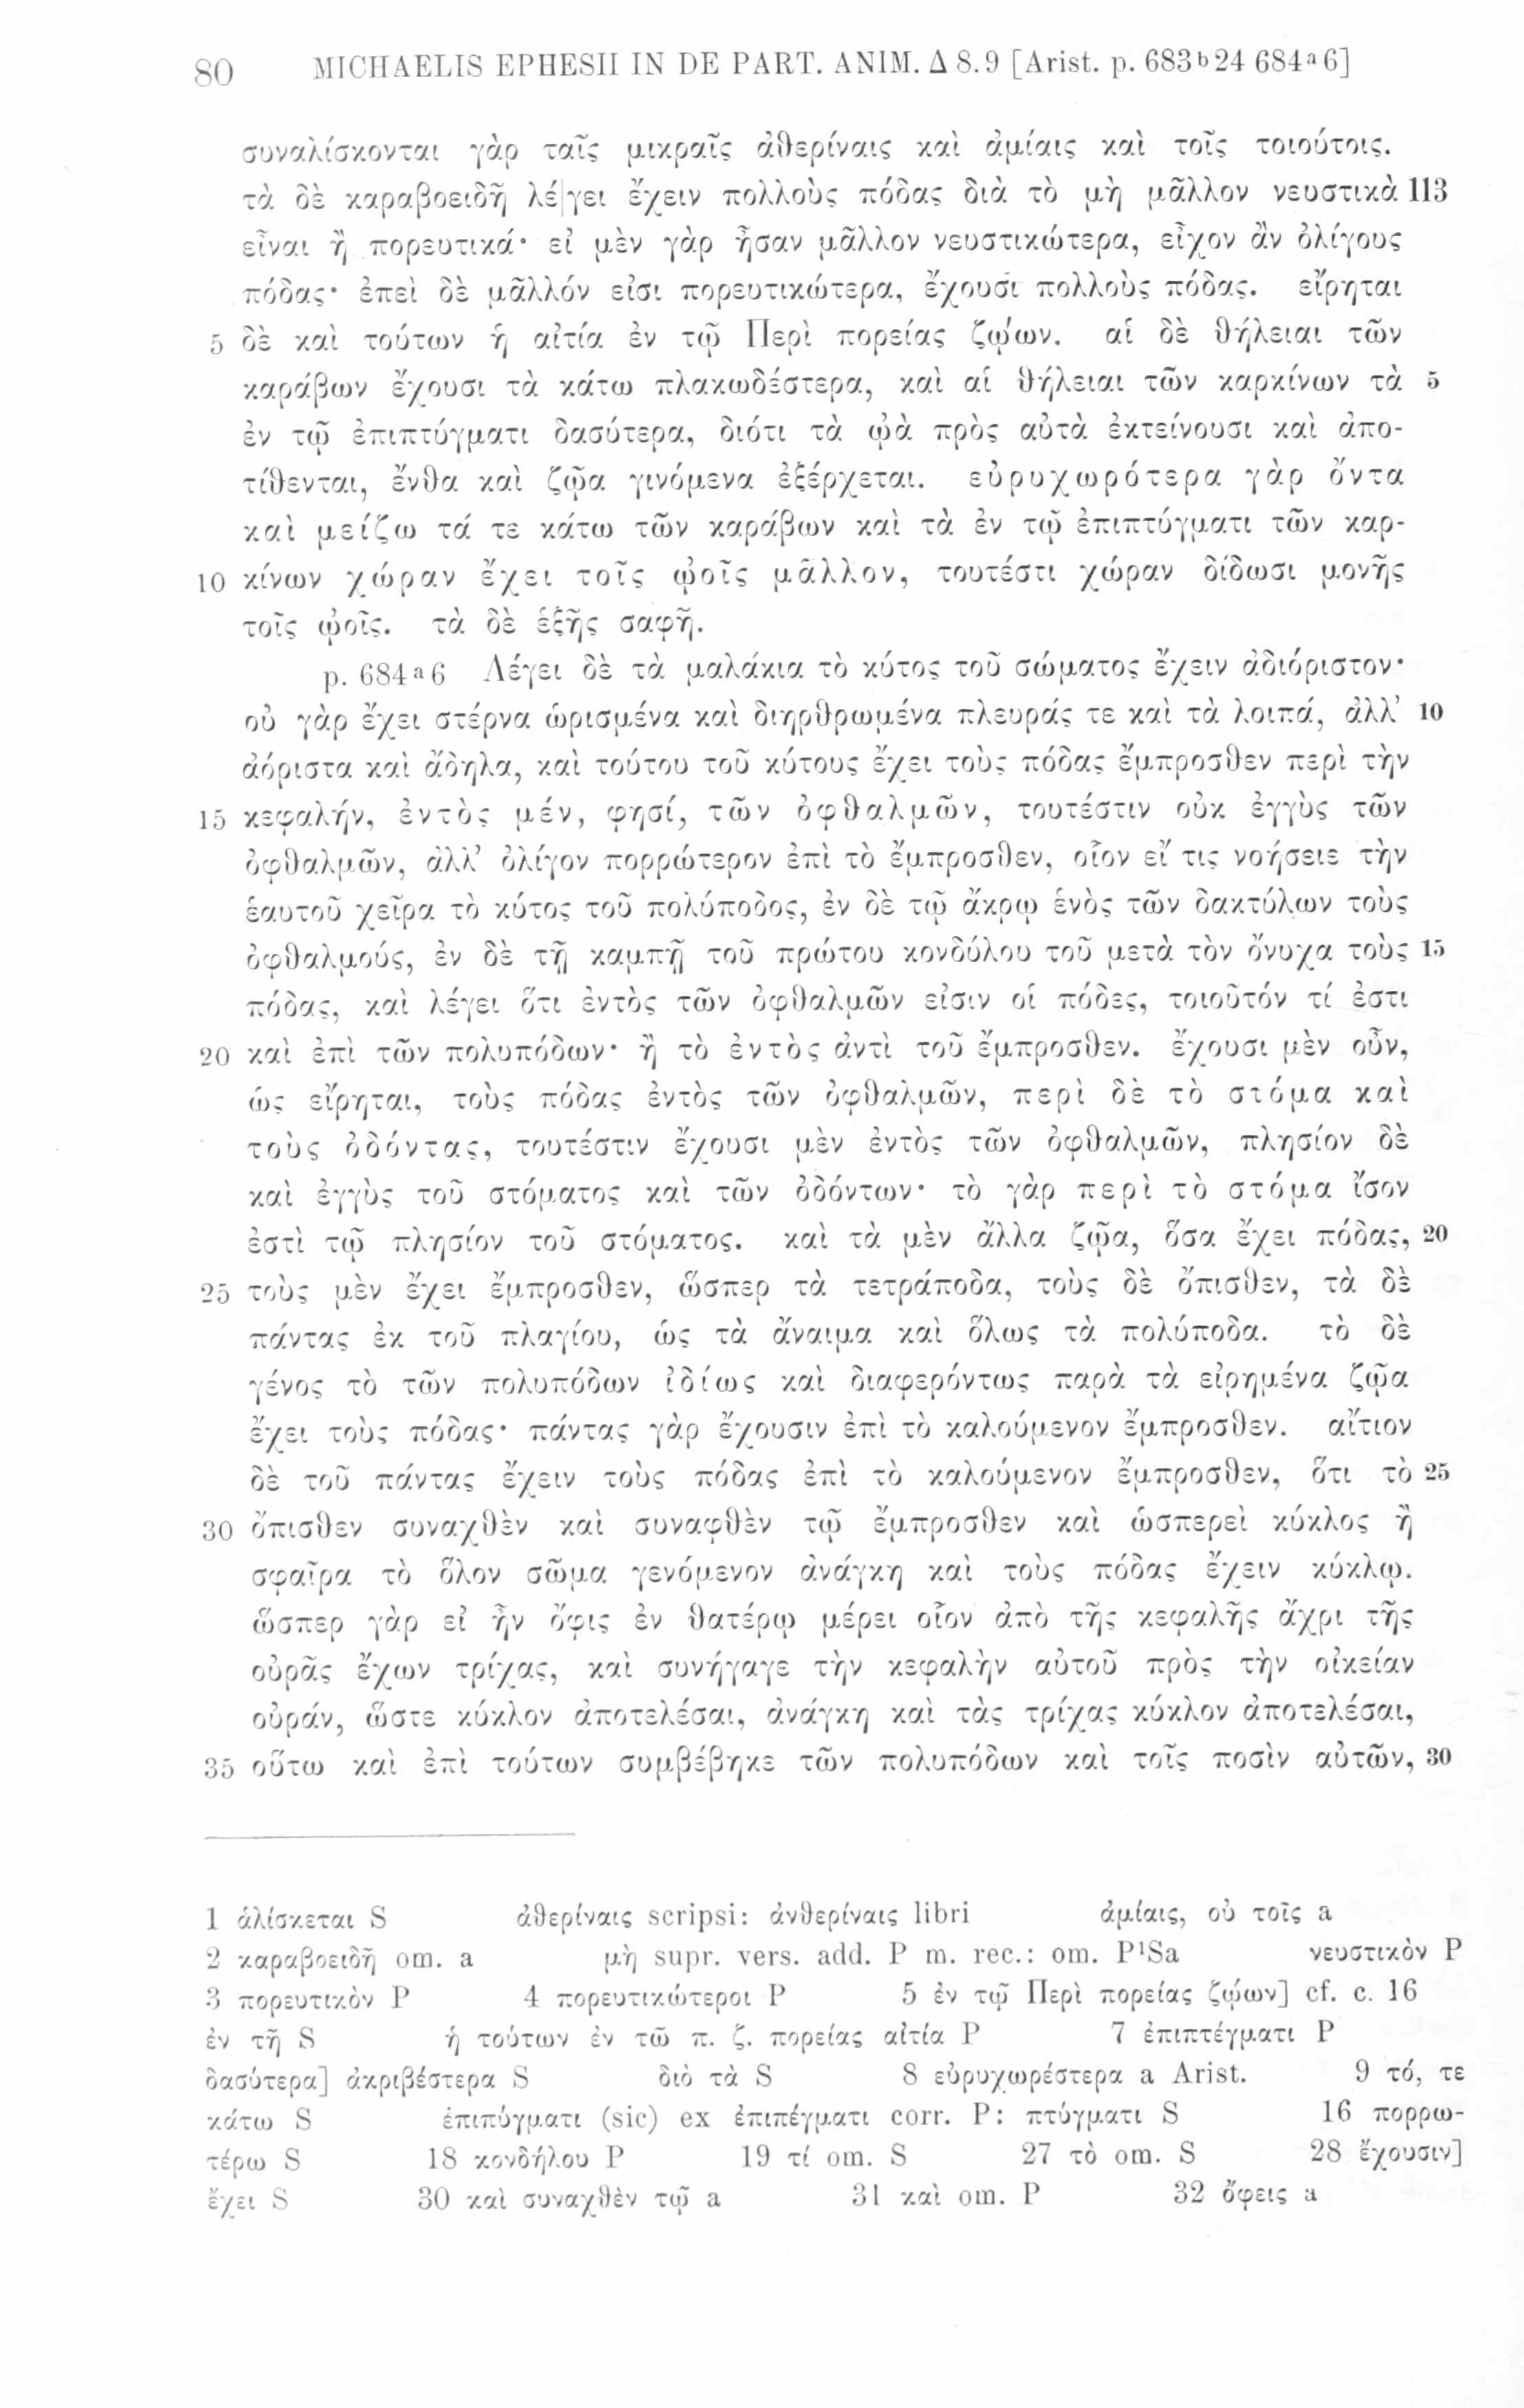 80 MICHAELIS EPHESII IN DE PART. ANIM. Δ 8.9 [Arist. p. 683b24 684a6]
συναλίσκονται γὰρ ταῖς μικραῖς ἀθερίναις καὶ ἀμίαις καὶ τοῖς τοιούτοις.
τὰ δὲ καραβοειδῆ λέ|γει ἔχειν πολλοὺς πόδας διὰ τὸ μὴ μᾶλλον νευστικὰ 113
εἶναι ἢ πορευτικά· εἰ μὲν γὰρ ἦσαν μᾶλλον νευστικώτερα, εἶχον ἂν ὀλίγους
πόδας· ἐπεὶ δὲ μᾶλλόν εἰσι πορευτικώτερα, ἔχουσι πολλοὺς πόδας. εἴρηται
5 δὲ καὶ τούτων ἡ αἰτία ἐν τῷ Περὶ πορείας ζῴων. αἱ δὲ θήλειαι τῶν
καράβων ἔχουσι τὰ κάτω πλακωδέστερα, καὶ αἱ θήλειαι τῶν καρκίνων τὰ 5
ἐν τῷ ἐπιπτύγματι δασύτερα, διότι τὰ ᾠὰ πρὸς αὐτὰ ἐκτείνουσι καὶ ἀπο-
τίθενται, ἔνθα καὶ ζῷα γινόμενα ἐξέρχεται. εὐρυχωρότερα γὰρ ὄντα
καὶ μείζω τά τε κάτω τῶν καράβων καὶ τὰ ἐν τῷ ἐπιπτύγματι τῶν καρ-
10 κίνων χώραν ἔχει τοῖς ᾠοῖς μᾶλλον, τουτέστι χώραν δίδωσι μονῆς
τοῖς ᾠοῖς. τὰ δὲ ἑξῆς σαφῆ.
p. 684a6 Λέγει δὲ τὰ μαλάκια τὸ κύτος τοῦ σώματος ἔχειν ἀδιόριστον·
οὐ γὰρ ἔχει στέρνα ὡρισμένα καὶ διηρθρωμένα πλευράς τε καὶ τὰ λοιπά, ἀλλ’ 10
ἀόριστα καὶ ἄδηλα, καὶ τούτου τοῦ κύτους ἔχει τοὺς πόδας ἔμπροσθεν περὶ τὴν
15 κεφαλήν, ἐντὸς μέν, φησί, τῶν ὀφθαλμῶν, τουτέστιν οὐκ ἐγγὺς τῶν
ὀφθαλμῶν, ἀλλ’ ὀλίγον πορρώτερον ἐπὶ τὸ ἔμπροσθεν, οἷον εἴ τις νοήσειε τὴν
ἑαυτοῦ χεῖρα τὸ κύτος τοῦ πολύποδος, ἐν δὲ τῷ ἄκρῳ ἑνὸς τῶν δακτύλων τοὺς
ὀφθαλμούς, ἐν δὲ τῇ καμπῇ τοῦ πρώτου κονδύλου τοῦ μετὰ τὸν ὄνυχα τοὺς 15
πόδας, καὶ λέγει ὅτι ἐντὸς τῶν ὀφθαλμῶν εἰσιν οἱ πόδες, τοιοῦτόν τί ἐστι
20 καὶ ἐπὶ τῶν πολυπόδων· ἢ τὸ ἐντὸς ἀντὶ τοῦ ἔμπροσθεν. ἔχουσι μὲν οὖν,
ὡς εἴρηται, τοὺς πόδας ἐντὸς τῶν ὀφθαλμῶν, περὶ δὲ τὸ στόμα καὶ
τοὺς ὀδόντας, τουτέστιν ἔχουσι μὲν ἐντὸς τῶν ὀφθαλμῶν, πλησίον δὲ
καὶ ἐγγὺς τοῦ στόματος καὶ τῶν ὀδόντων· τὸ γὰρ περὶ τὸ στόμα ἴσον
ἐστὶ τῷ πλησίον τοῦ στόματος. καὶ τὰ μὲν ἄλλα ζῷα, ὅσα ἔχει πόδας, 20
25 τοὺς μὲν ἔχει ἔμπροσθεν, ὥσπερ τὰ τετράποδα, τοὺς δὲ ὄπισθεν, τὰ δὲ
πάντας ἐκ τοῦ πλαγίου, ὡς τὰ ἄναιμα καὶ ὅλως τὰ πολύποδα. τὸ δὲ
γένος τὸ τῶν πολυπόδων ἰδίως καὶ διαφερόντως παρὰ τὰ εἰρημένα ζῷα
ἔχει τοὺς πόδας· πάντας γὰρ ἔχουσιν ἐπὶ τὸ καλούμενον ἔμπροσθεν. αἴτιον
δὲ τοῦ πάντας ἔχειν τοὺς πόδας ἐπὶ τὸ καλούμενον ἔμπροσθεν, ὅτι τὸ 25
30 ὄπισθεν συναχθὲν καὶ συναφθὲν τῷ ἔμπροσθεν καὶ ὡσπερεὶ κύκλος ἢ
σφαῖρα τὸ ὅλον σῶμα γενόμενον ἀνάγκη καὶ τοὺς πόδας ἔχειν κύκλῳ.
ὥσπερ γὰρ εἰ ἦν ὄφις ἐν θατέρῳ μέρει οἷον ἀπὸ τῆς κεφαλῆς ἄχρι τῆς
οὐρᾶς ἔχων τρίχας, καὶ συνήγαγε τὴν κεφαλὴν αὐτοῦ πρὸς τὴν οἰκείαν
οὐράν, ὥστε κύκλον ἀποτελέσαι, ἀνάγκη καὶ τὰς τρίχας κύκλον ἀποτελέσαι,
35 οὕτω καὶ ἐπὶ τούτων συμβέβηκε τῶν πολυπόδων καὶ τοῖς ποσὶν αὐτῶν, 30
1 ἁλίσκεται S ἀθερίναις scripsi: ἀνθερίναις libri ἀμίαις, οὐ τοῖς a
2 καραβοειδῆ om. a μὴ supr. vers. add. P m. rec.: om. P¹Sa νευστικὸν P
3 πορευτικὸν P 4 πορευτικώτεροι P 5 ἐν τῷ Περὶ πορείας ζῴων] cf. c. 16
ἐν τῇ S ἡ τούτων ἐν τῶ π. ζ. πορείας αἰτία P 7 ἐπιπτέγματι P
δασύτερα] ἀκριβέστερα S διὸ τὰ S 8 εὐρυχωρέστερα a Arist. 9 τό, τε
κάτω S ἐπιπύγματι (sic) ex ἐπιπέγματι corr. P: πτύγματι S 16 πορρω-
τέρω S 18 κονδήλου P 19 τί om. S 27 τὸ om. S 28 ἔχουσιν]
ἔχει S 30 καὶ συναχθὲν τῷ a 31 καὶ om. P 32 ὄφεις a